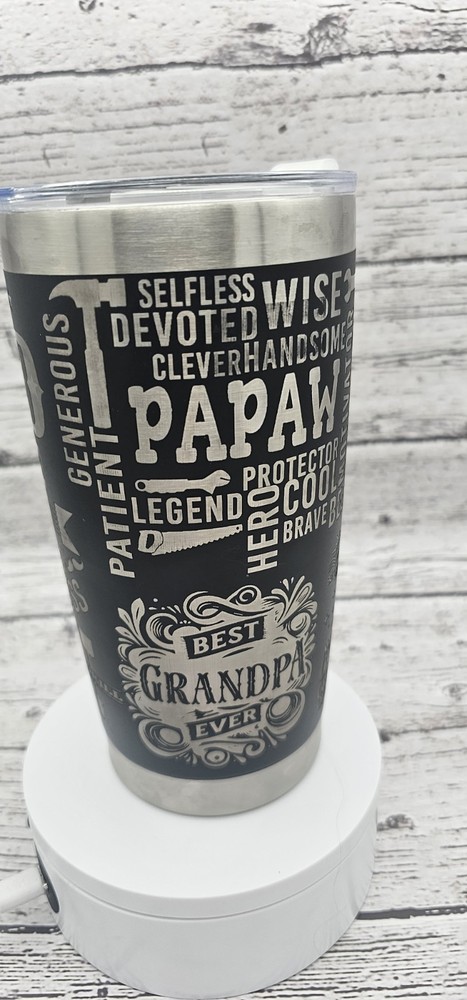 SELFLESS
WISE
DEVOTED
CLEVER HANDSOME
GENEROUS
PAPAW
PATIENT
LEGEND
HERO
PROTECTOR
COOL
BRAVE
BEST
GRANDPA
EVER